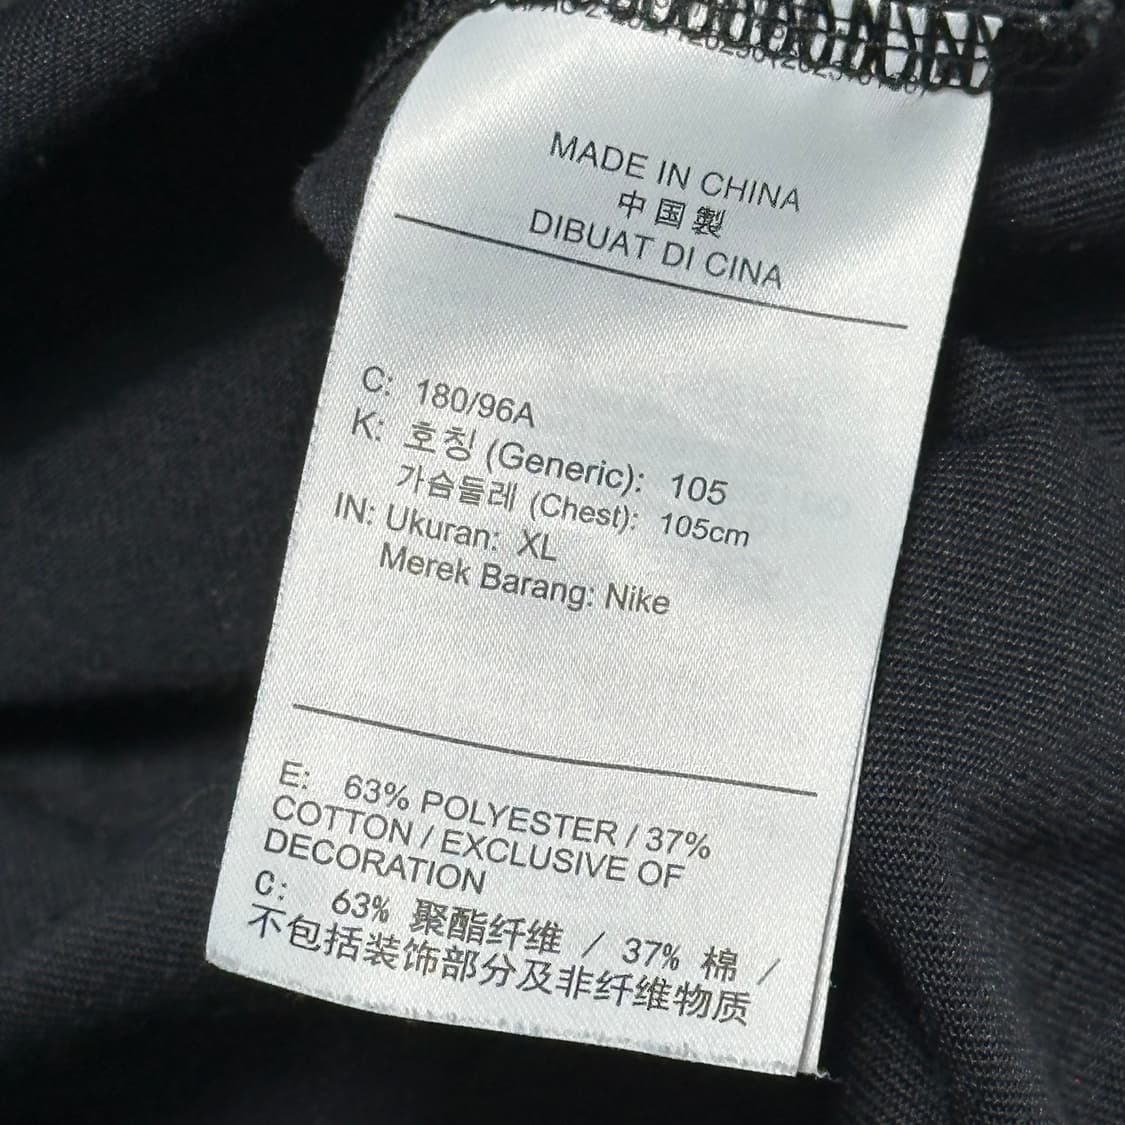 MADE IN CHINA
中国製
DIBUAT DI CINA
C: 180/96A
K: 호칭 (Generic): 105
가슴둘레 (Chest): 105cm
IN: Ukuran: XL
Merek Barang: Nike
E: 63% POLYESTER / 37%
COTTON / EXCLUSIVE OF
DECORATION
C: 63% 聚酯纤维 / 37% 棉 /
不包括装饰部分及非纤维物质